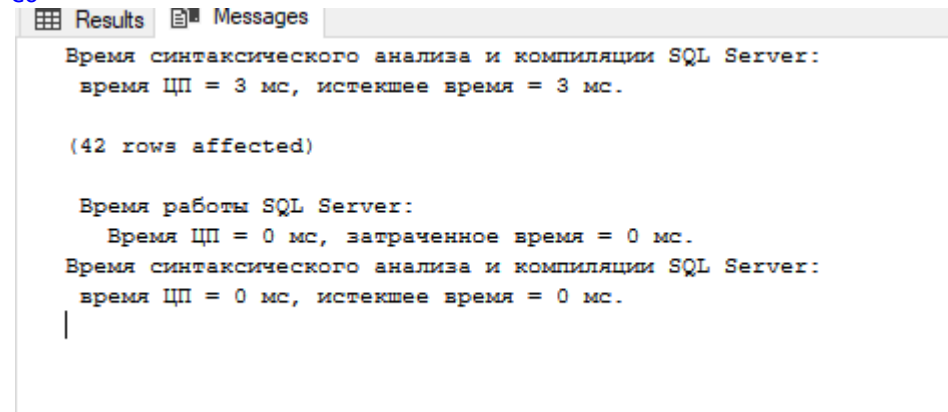 Results Messages
Время синтаксического анализа и компиляции SQL Server:
время ЦП = 3 мс, истекшее время = 3 мс.
(42 rows affected)
Время работы SQL Server:
Время ЦП = 0 мс, затраченное время = 0 мс.
Время синтаксического анализа и компиляции SQL Server:
время ЦП = 0 мс, истекшее время = 0 мс.